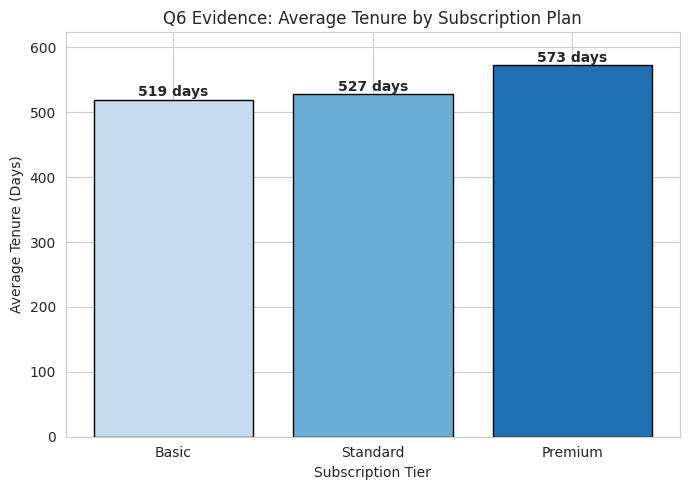 Q6 Evidence: Average Tenure by Subscription Plan
600
500
400
300
200
100
0
Average Tenure (Days)
519 days
527 days
573 days
Basic
Standard
Premium
Subscription Tier